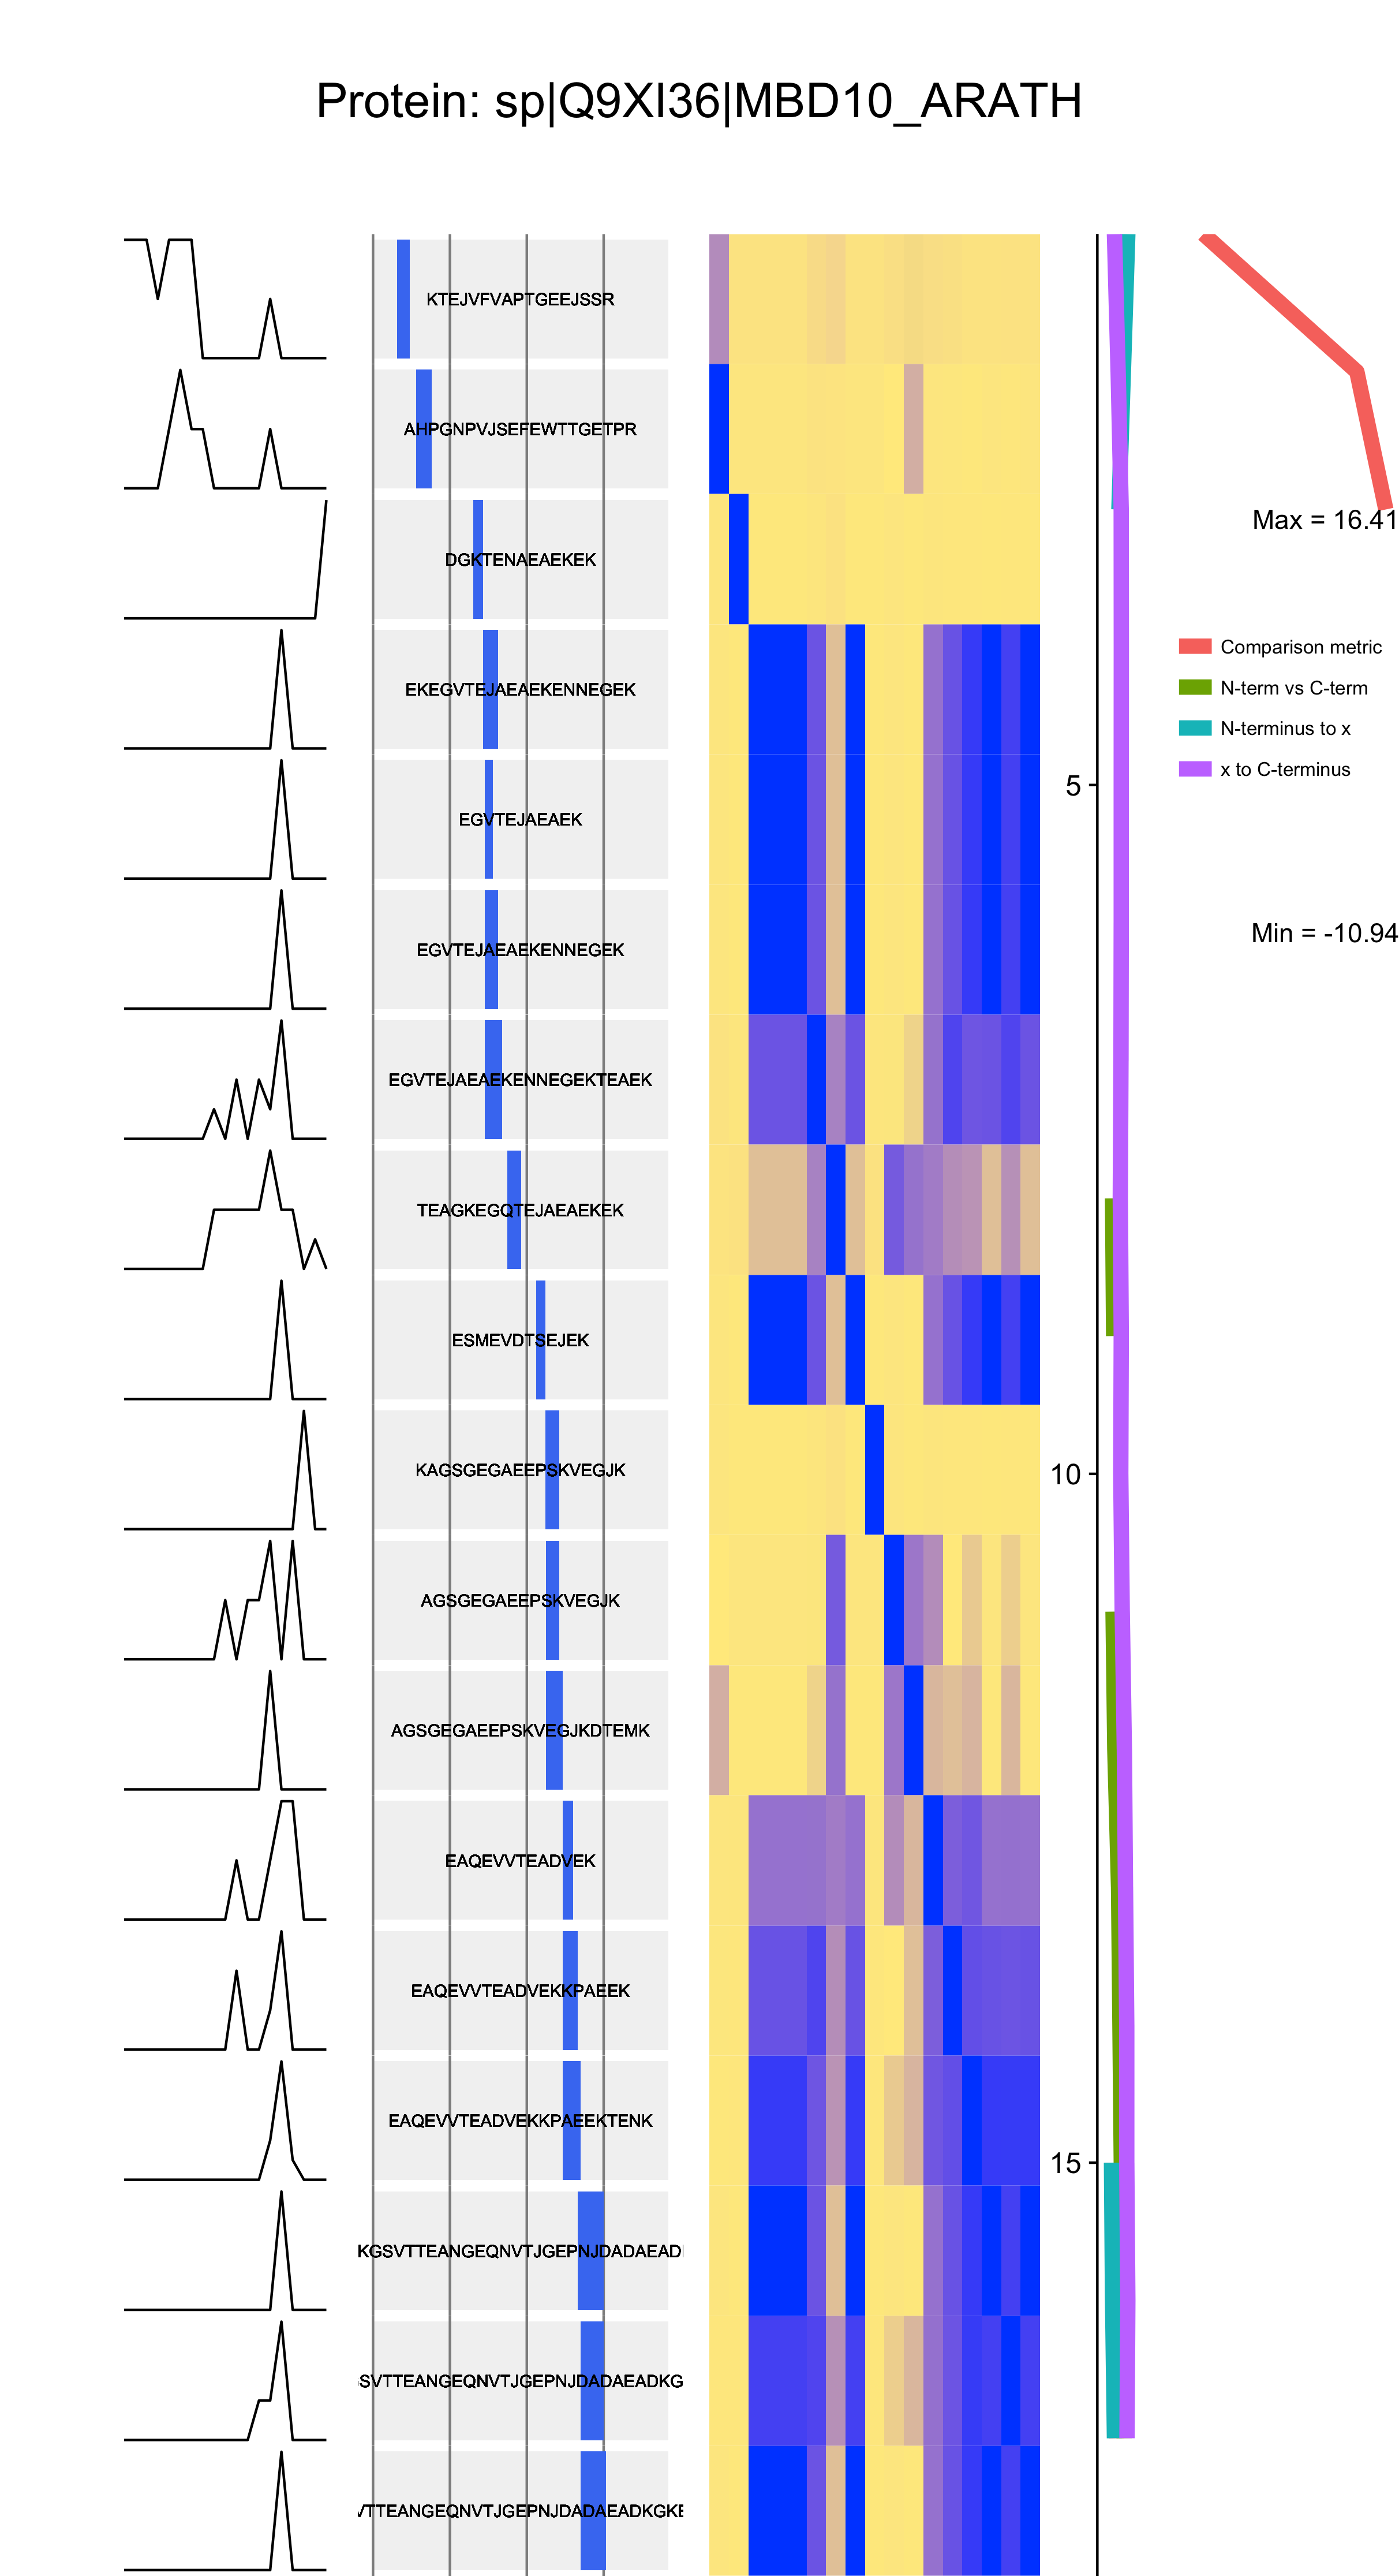 Protein: sp|Q9XI36|MBD10_ARATH
KTEJVFVAPTGEEJSSR
AHPGNPVJSEFEWTTGETPR
Max = 16.41
DGKTENAEAEKEK
Comparison metric
EKEGVTEJAEAEKENNEGEK
N-term vs C-term
N-terminus to x
x to C-terminus
5
EGVTEJAEAEK
Min = -10.94
EGVTEJAEAEKENNEGEK
EGVTEJAEAEKENNEGEKTEAEK
TEAGKEGQTEJAEAEKEK
ESMEVDTSEJEK
KAGSGEGAEEPSKVEGJK
10
AGSGEGAEEPSKVEGJK
AGSGEGAEEPSKVEGJKDTEMK
EAQEVVTEADVEK
EAQEVVTEADVEKKPAEEK
EAQEVVTEADVEKKPAEEKTENK
15
KGSVTTEANGEQNVTJGEPNJDADAEAD
SVTTEANGEQNVTJGEPNJDADAEADKG
VTTEANGEQNVTJGEPNJDADAEADKGKE